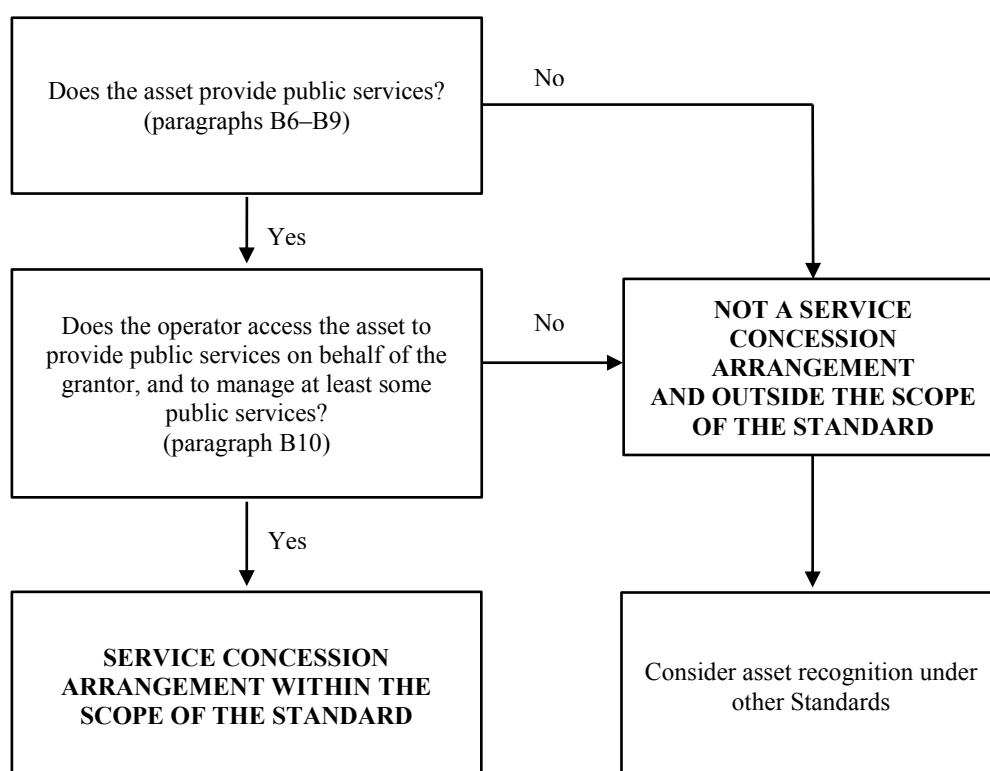 Does the asset provide public services?
(paragraphs B6–B9)
No
Yes
Does the operator access the asset to
provide public services on behalf of the
grantor, and to manage at least some
public services?
(paragraph B10)
No
NOT A SERVICE
CONCESSION
ARRANGEMENT
AND OUTSIDE THE SCOPE
OF THE STANDARD
Yes
SERVICE CONCESSION
ARRANGEMENT WITHIN THE
SCOPE OF THE STANDARD
Consider asset recognition under
other Standards